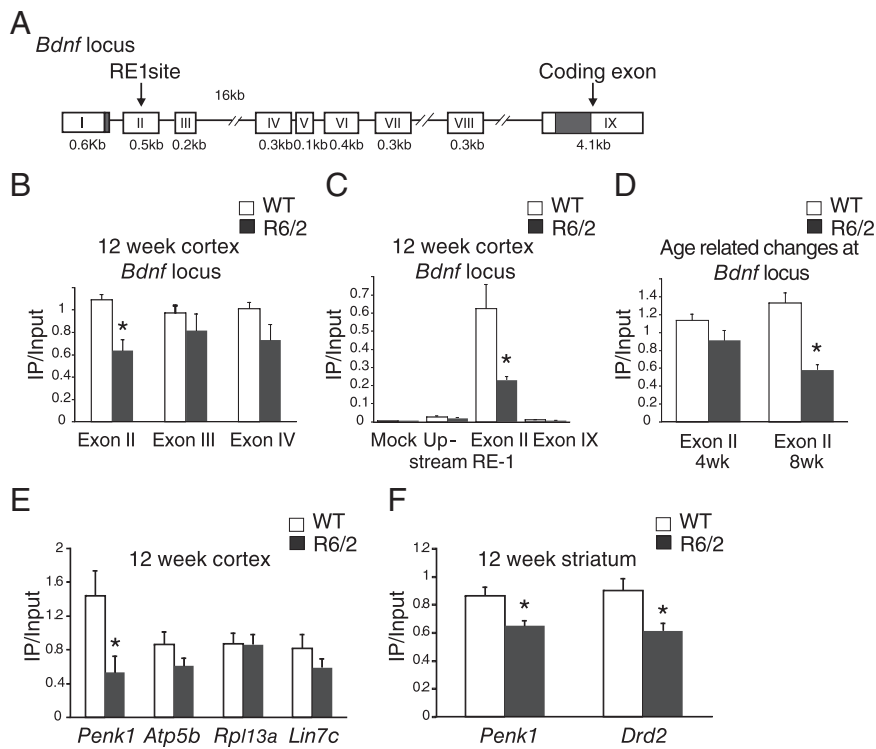 A
Bdnf locus
RE1site
Coding exon
16kb
I
II
III
IV
V
VI
VII
VIII
IX
0.6Kb
0.5kb
0.2kb
0.3kb
0.1kb
0.4kb
0.3kb
0.3kb
4.1kb
B
WT
R6/2
12 week cortex
Bdnf locus
IP/Input
1
0.8
0.6
0.4
0.2
0
*
Exon II
Exon III
Exon IV
C
WT
R6/2
12 week cortex
Bdnf locus
IP/Input
0.7
0.6
0.5
0.4
0.3
0.2
0.1
0
*
Mock Up- Exon II Exon IX
stream RE-1
D
WT
R6/2
Age related changes at
Bdnf locus
IP/Input
1.4
1.2
1
0.8
0.6
0.4
0.2
0
*
Exon II
4wk
Exon II
8wk
E
WT
R6/2
12 week cortex
IP/Input
2
1.6
1.2
0.8
0.4
0
*
Penk1
Atp5b
Rpl13a
Lin7c
F
WT
R6/2
12 week striatum
IP/Input
1.2
1
0.8
0.6
0.4
0.2
0
*
*
Penk1
Drd2